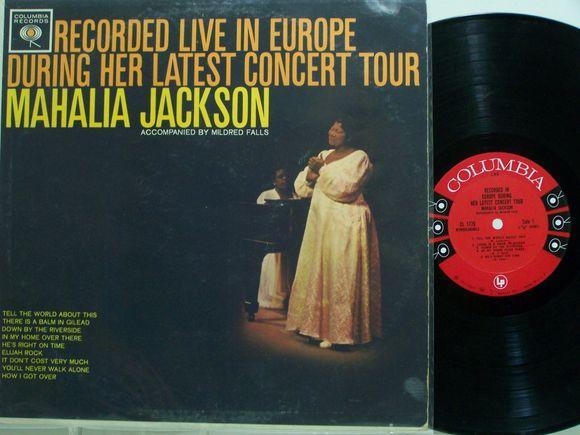 COLUMBIA
RECORDS
RECORDED LIVE IN EUROPE
DURING HER LATEST CONCERT TOUR
MAHALIA JACKSON
ACCOMPANIED BY MILDRED FALLS
TELL THE WORLD ABOUT THIS
THERE IS A BALM IN GILEAD
DOWN BY THE RIVERSIDE
IN MY HOME OVER THERE
HE'S RIGHT ON TIME
ELIJAH ROCK
IT DON'T COST VERY MUCH
YOU'LL NEVER WALK ALONE
HOW I GOT OVER
COLUMBIA
RECORDED IN
EUROPE DURING
HER LATEST CONCERT TOUR
MAHALIA JACKSON
CL 1726
Side 1
LP